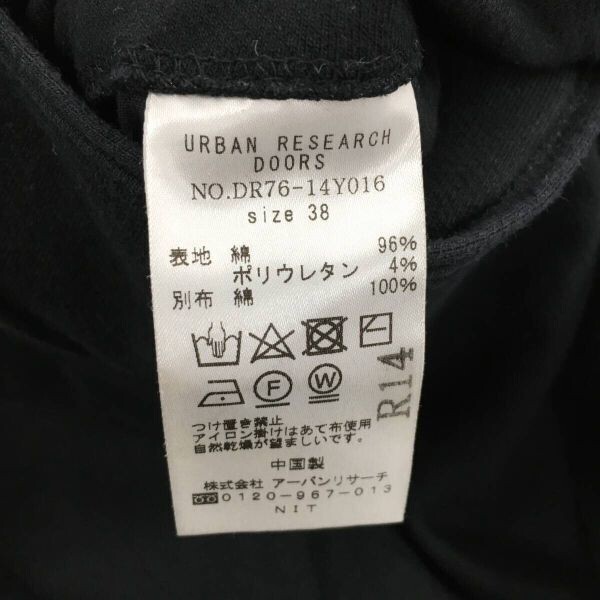 URBAN RESEARCH
DOORS
NO.DR76-14Y016
size 38
表地 綿 96%
ポリウレタン 4%
別布 綿 100%
F W
R14
つけ置き禁止
アイロン掛けはあて布使用
自然乾燥が望ましいです。
中国製
株式会社 アーバンリサーチ
0120-967-013
NIT